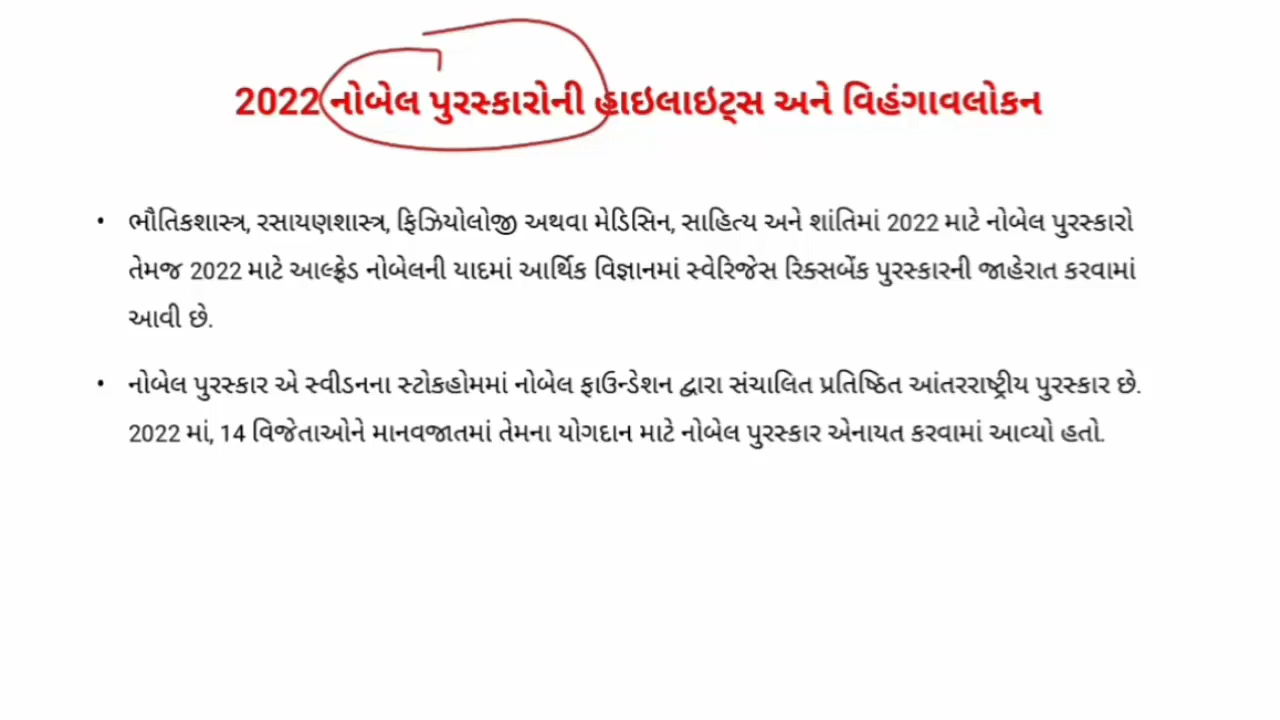 2022 નોબેલ પુરસ્કારોની હાઇલાઇટ્સ અને વિહંગાવલોકન
• ભૌતિકશાસ્ત્ર, રસાયણશાસ્ત્ર, ફિઝિયોલોજી અથવા મેડિસિન, સાહિત્ય અને શાંતિમાં 2022 માટે નોબેલ પુરસ્કારો
તેમજ 2022 માટે આલ્ફ્રેડ નોબેલની યાદમાં આર્થિક વિજ્ઞાનમાં સ્વેરિજેસ રિક્સબેંક પુરસ્કારની જાહેરાત કરવામાં
આવી છે.
• નોબેલ પુરસ્કાર એ સ્વીડનના સ્ટોકહોમમાં નોબેલ ફાઉન્ડેશન દ્વારા સંચાલિત પ્રતિષ્ઠિત આંતરરાષ્ટ્રીય પુરસ્કાર છે.
2022 માં, 14 વિજેતાઓને માનવજાતમાં તેમના યોગદાન માટે નોબેલ પુરસ્કાર એનાયત કરવામાં આવ્યો હતો.